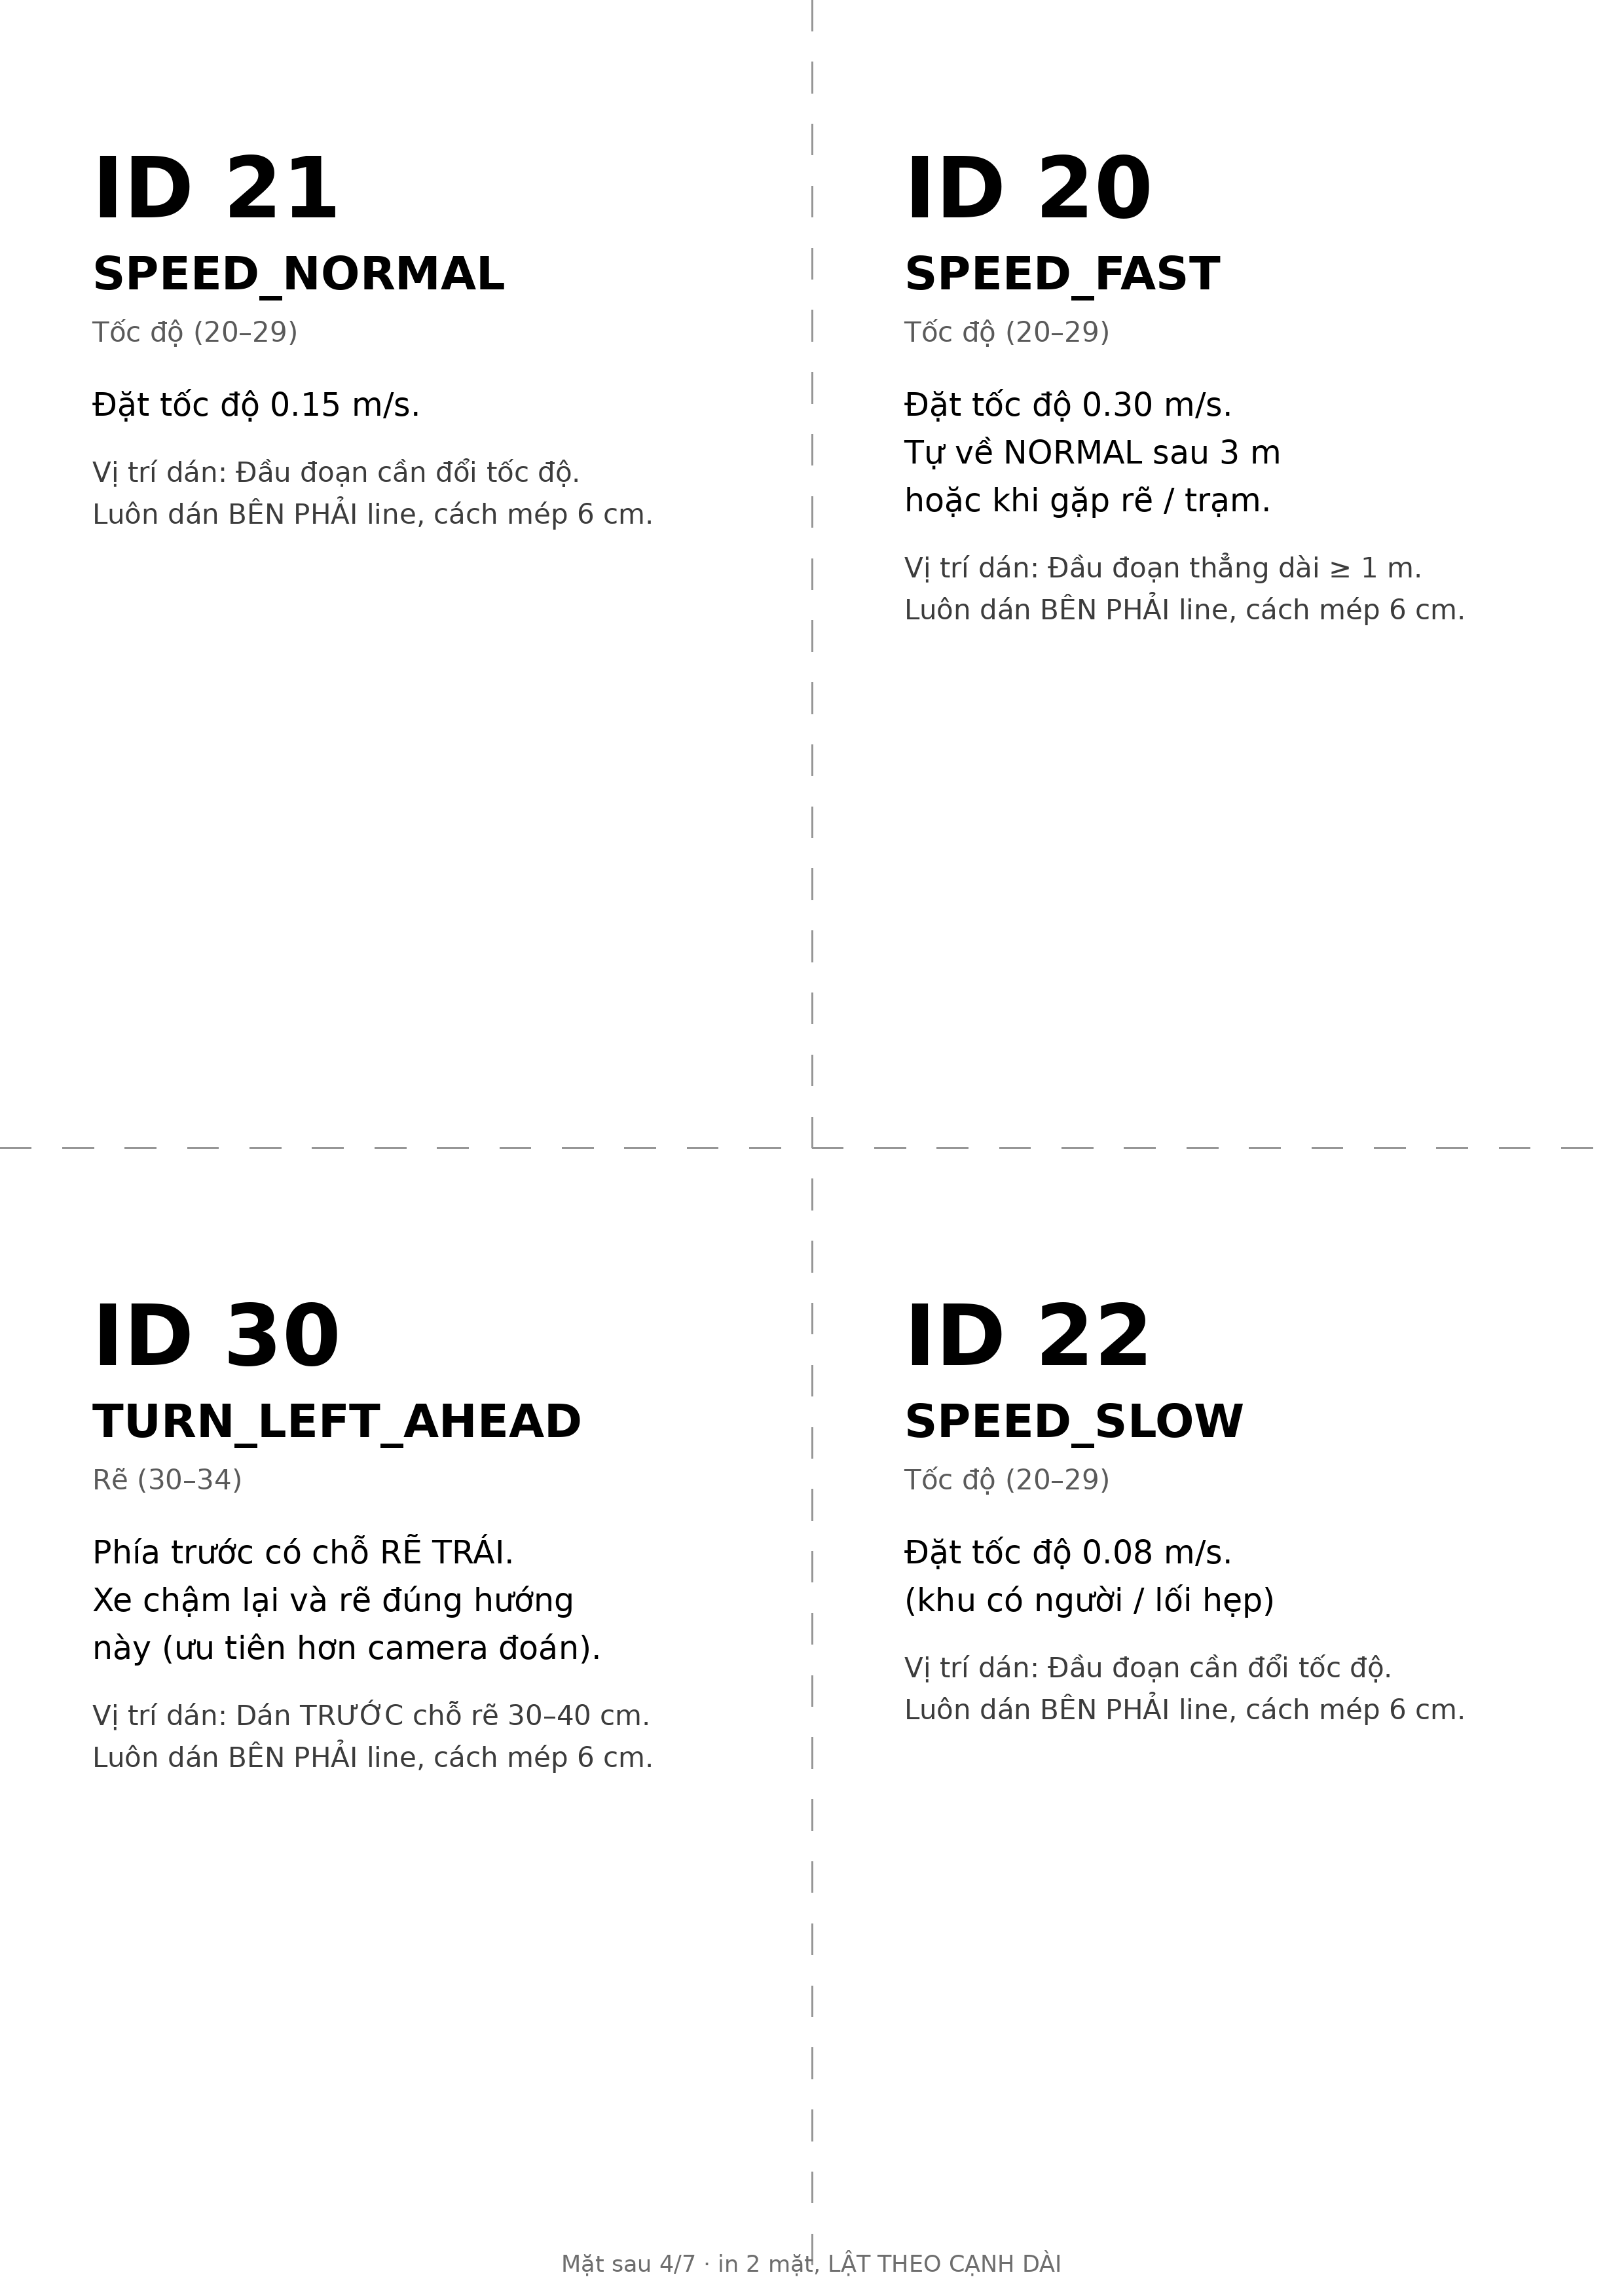 ID 21
SPEED_NORMAL
Tốc độ (20–29)
Đặt tốc độ 0.15 m/s.
Vị trí dán: Đầu đoạn cần đổi tốc độ.
Luôn dán BÊN PHẢI line, cách mép 6 cm.
ID 20
SPEED_FAST
Tốc độ (20–29)
Đặt tốc độ 0.30 m/s.
Tự về NORMAL sau 3 m
hoặc khi gặp rẽ / trạm.
Vị trí dán: Đầu đoạn thẳng dài ≥ 1 m.
Luôn dán BÊN PHẢI line, cách mép 6 cm.
ID 30
TURN_LEFT_AHEAD
Rẽ (30–34)
Phía trước có chỗ RẼ TRÁI.
Xe chậm lại và rẽ đúng hướng
này (ưu tiên hơn camera đoán).
Vị trí dán: Dán TRƯỚC chỗ rẽ 30–40 cm.
Luôn dán BÊN PHẢI line, cách mép 6 cm.
ID 22
SPEED_SLOW
Tốc độ (20–29)
Đặt tốc độ 0.08 m/s.
(khu có người / lối hẹp)
Vị trí dán: Đầu đoạn cần đổi tốc độ.
Luôn dán BÊN PHẢI line, cách mép 6 cm.
Mặt sau 4/7 · in 2 mặt, LẬT THEO CẠNH DÀI